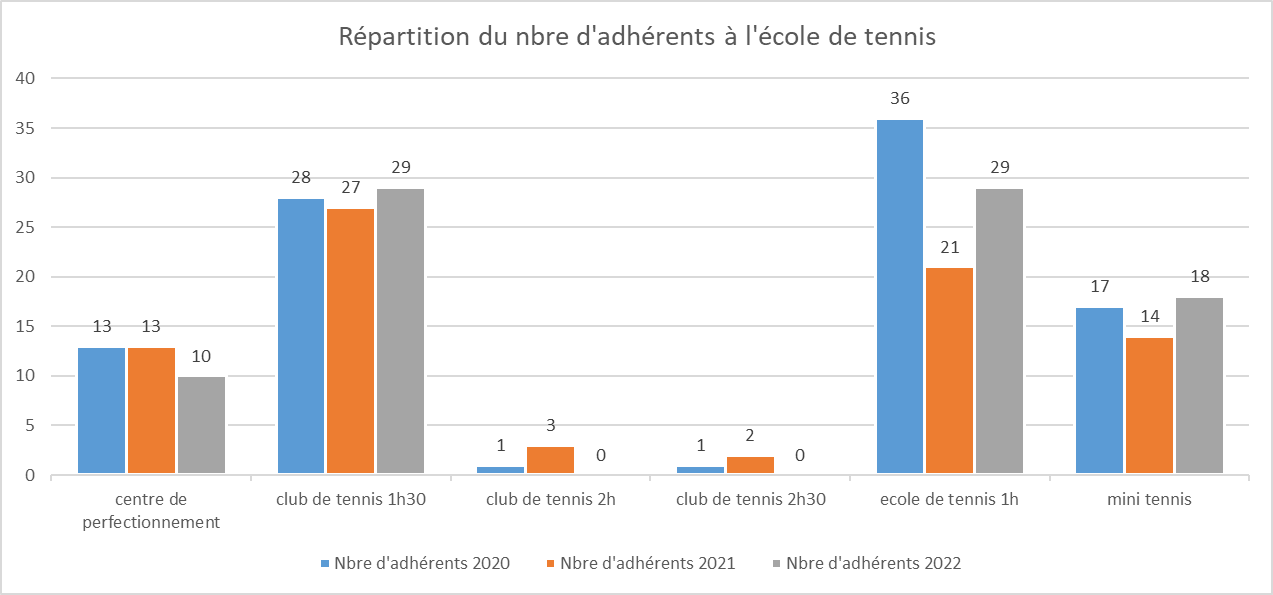 Répartition du nbre d'adhérents à l'école de tennis
40
35
30
25
20
15
10
5
0
13
13
10
28
27
29
1
3
0
1
2
0
36
21
29
17
14
18
centre de
perfectionnement
club de tennis 1h30
club de tennis 2h
club de tennis 2h30
ecole de tennis 1h
mini tennis
Nbre d'adhérents 2020
Nbre d'adhérents 2021
Nbre d'adhérents 2022